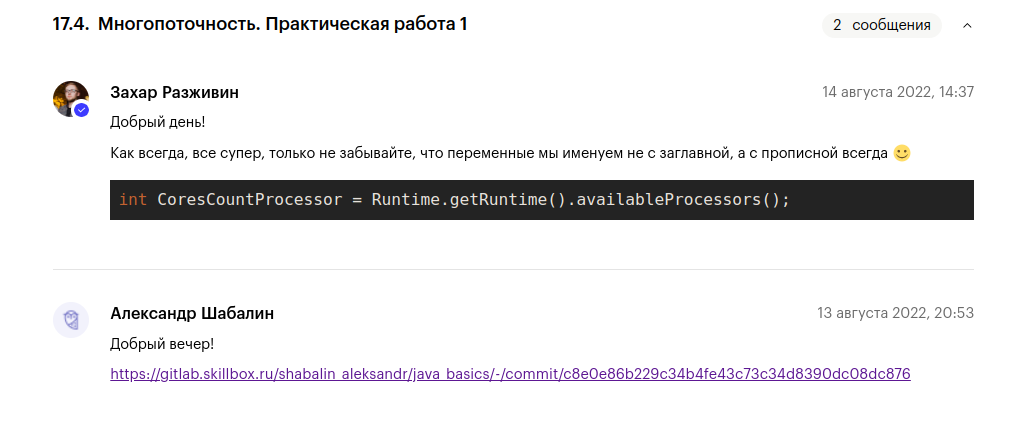 17.4. Многопоточность. Практическая работа 1
2 сообщения
Захар Разживин
14 августа 2022, 14:37
Добрый день!
Как всегда, все супер, только не забывайте, что переменные мы именуем не с заглавной, а с прописной всегда 🙂
int CoresCountProcessor = Runtime.getRuntime().availableProcessors();
Александр Шабалин
13 августа 2022, 20:53
Добрый вечер!
https://gitlab.skillbox.ru/shabalin_aleksandr/java_basics/-/commit/c8e0e86b229c34b4fe43c73c34d8390dc08dc876